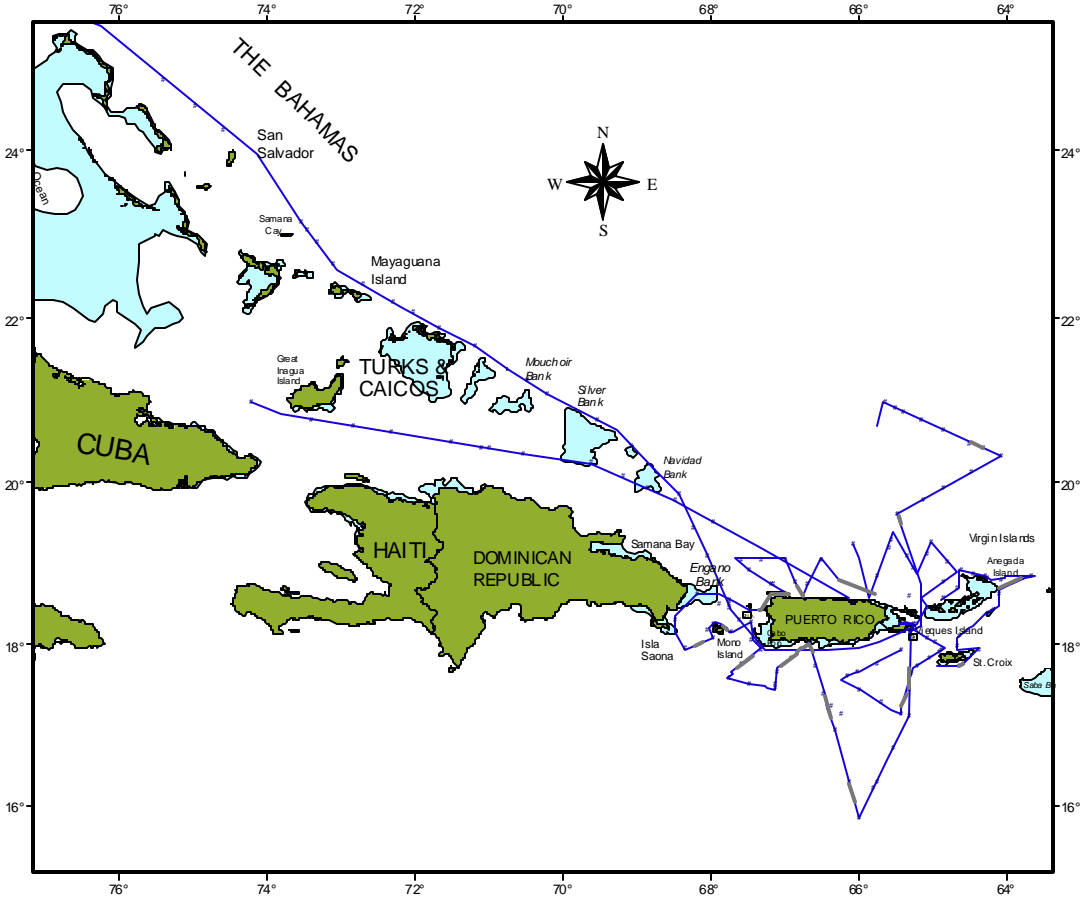 76° 74° 72° 70° 68° 66° 64°
THE BAHAMAS
San
Salvador
24° 24°
N
W E
S
Ocean
Samana
Cay
Mayaguana
Island
22° 22°
Great
Inagua
Island
TURKS &
CAICOS
Mouchoir
Bank
Silver
Bank
CUBA
Navidad
Bank
20° 20°
HAITI
DOMINICAN
REPUBLIC
Samana Bay
Engano
Bank
Virgin Islands
Anegada
Island
PUERTO RICO
ieques Island
18° 18°
Isla
Saona
Mono
Island
St. Croix
Saba B
16° 16°
76° 74° 72° 70° 68° 66° 64°